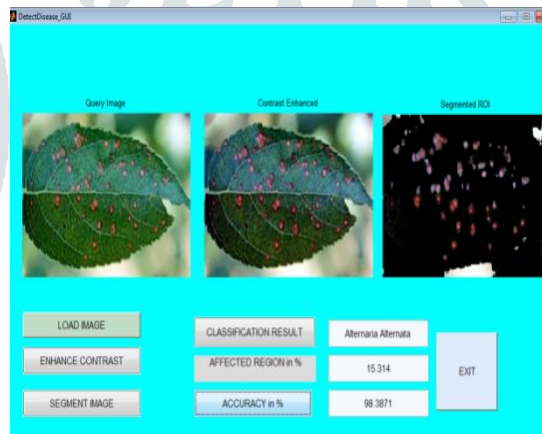 DetectDisease_GUI
Query Image
Contrast Enhanced
Segmented ROI
LOAD IMAGE
ENHANCE CONTRAST
SEGMENT IMAGE
CLASSIFICATION RESULT
Alternaria Alternata
AFFECTED REGION in %
15.314
ACCURACY in %
98.3871
EXIT